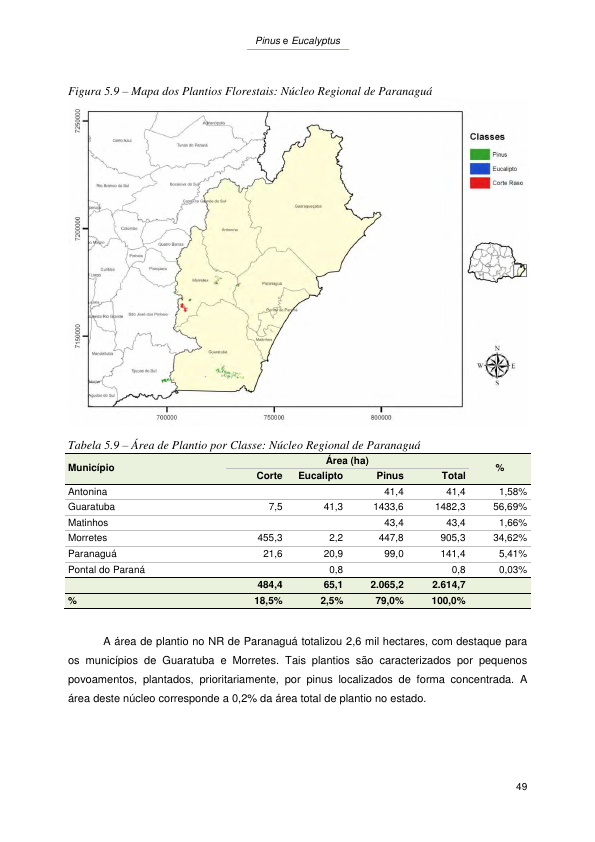 Pinus e Eucalyptus
Figura 5.9 – Mapa dos Plantios Florestais: Núcleo Regional de Paranaguá
7250000
7200000
7150000
700000
750000
800000
Cerro Azul
Tunas do Paraná
Rio Branco do Sul
Bocaiúva do Sul
Colombo
Quatro Barras
Pinhais
Curitiba
Piraquara
São José dos Pinhais
Mandirituba
Tijucas do Sul
Agudos do Sul
Guaraqueçaba
Antonina
Morretes
Paranaguá
Pontal do Paraná
Matinhos
Guaratuba
Classes
Pinus
Eucalipto
Corte Raso
N
W E
S
Tabela 5.9 – Área de Plantio por Classe: Núcleo Regional de Paranaguá
Município Área (ha) %
Corte Eucalipto Pinus Total
Antonina 41,4 41,4 1,58%
Guaratuba 7,5 41,3 1433,6 1482,3 56,69%
Matinhos 43,4 43,4 1,66%
Morretes 455,3 2,2 447,8 905,3 34,62%
Paranaguá 21,6 20,9 99,0 141,4 5,41%
Pontal do Paraná 0,8 0,8 0,03%
484,4 65,1 2.065,2 2.614,7
% 18,5% 2,5% 79,0% 100,0%
A área de plantio no NR de Paranaguá totalizou 2,6 mil hectares, com destaque para
os municípios de Guaratuba e Morretes. Tais plantios são caracterizados por pequenos
povoamentos, plantados, prioritariamente, por pinus localizados de forma concentrada. A
área deste núcleo corresponde a 0,2% da área total de plantio no estado.
49